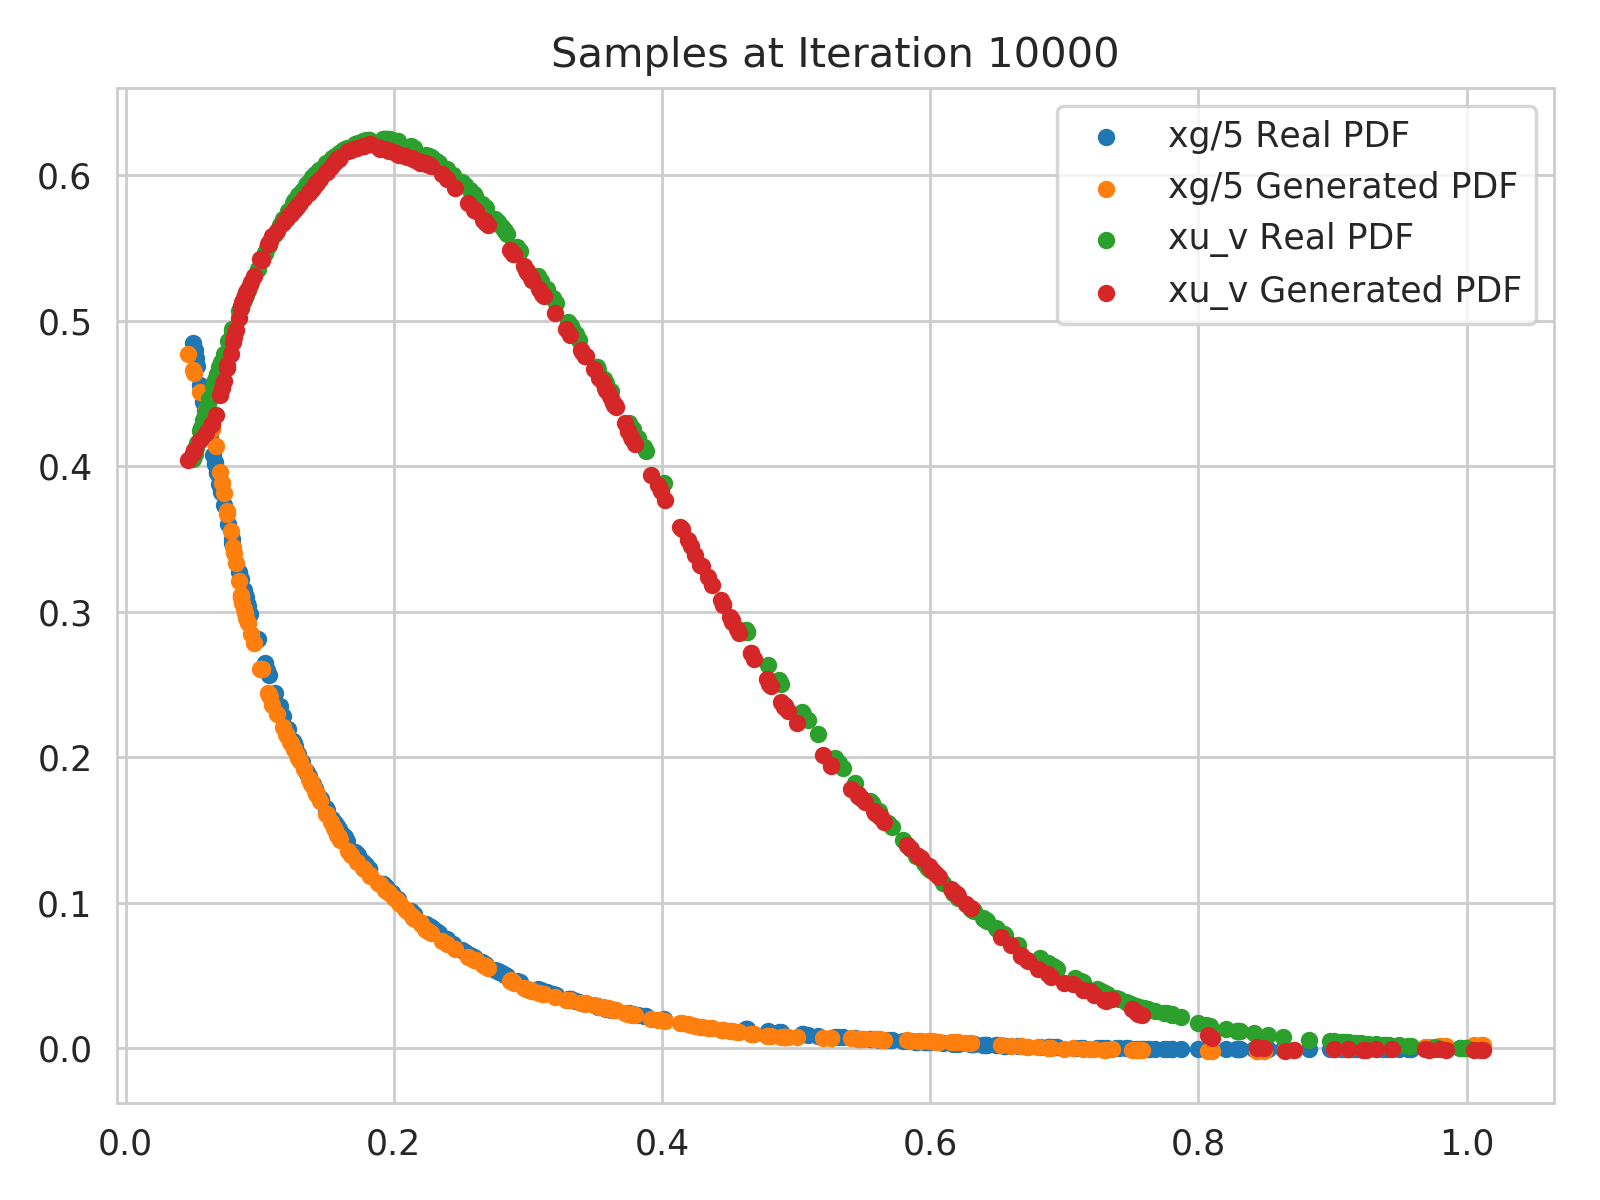 Samples at Iteration 10000
xg/5 Real PDF
xg/5 Generated PDF
xu_v Real PDF
xu_v Generated PDF
0.6
0.5
0.4
0.3
0.2
0.1
0.0
0.0 0.2 0.4 0.6 0.8 1.0